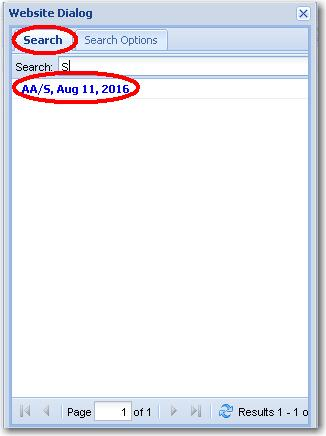 Website Dialog
Search Search Options
Search: S
AA/S, Aug 11, 2016
Page 1 of 1 Results 1 - 1 o